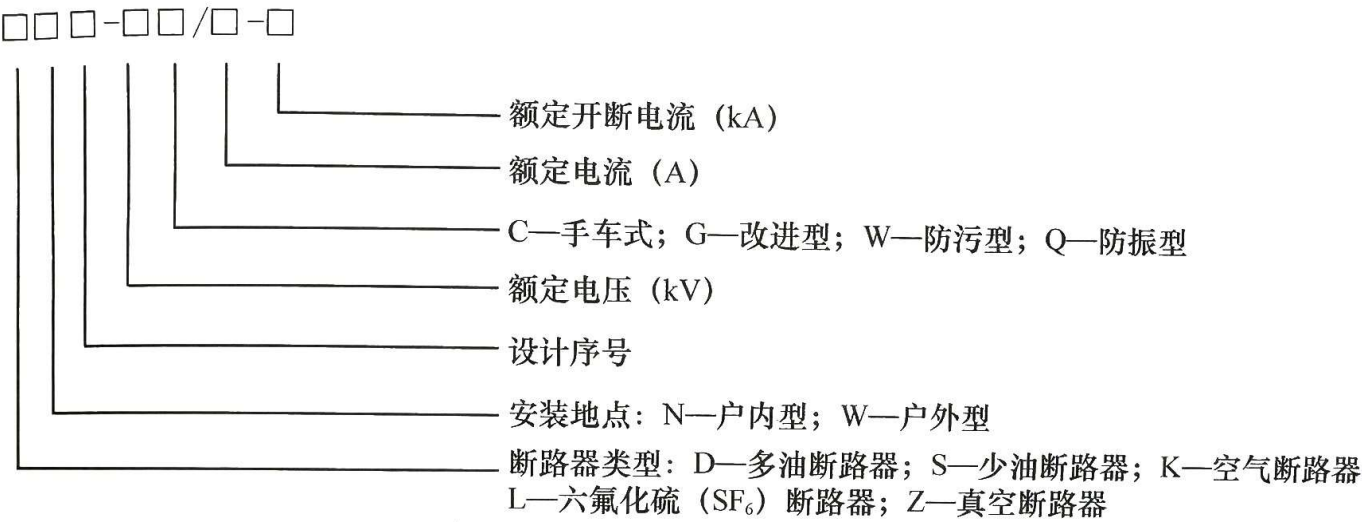 □□□-□□/□-□
额定开断电流（kA）
额定电流（A）
C—手车式；G—改进型；W—防污型；Q—防振型
额定电压（kV）
设计序号
安装地点：N—户内型；W—户外型
断路器类型：D—多油断路器；S—少油断路器；K—空气断路器
L—六氟化硫（SF₆）断路器；Z—真空断路器